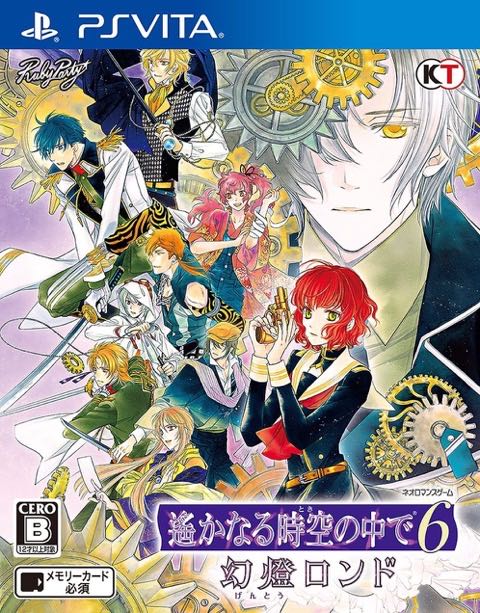 PSVITA
Ruby Party
KT
ネオロマンスゲーム
遙かなる時空の中で6
とき
幻燈ロンド
げんとう
CERO
B
12才以上対象
メモリーカード
必須